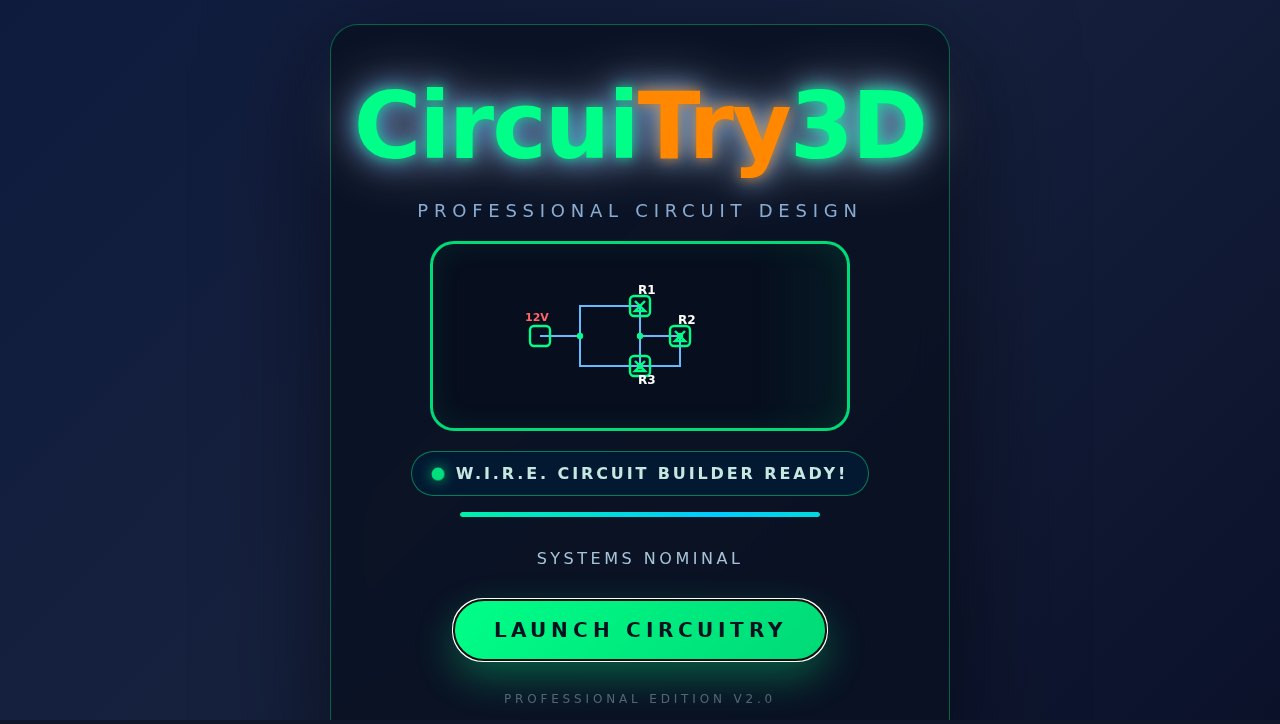 CircuiTry3D
PROFESSIONAL CIRCUIT DESIGN
R1
12V
R2
R3
W.I.R.E. CIRCUIT BUILDER READY!
SYSTEMS NOMINAL
LAUNCH CIRCUITRY
PROFESSIONAL EDITION V2.0